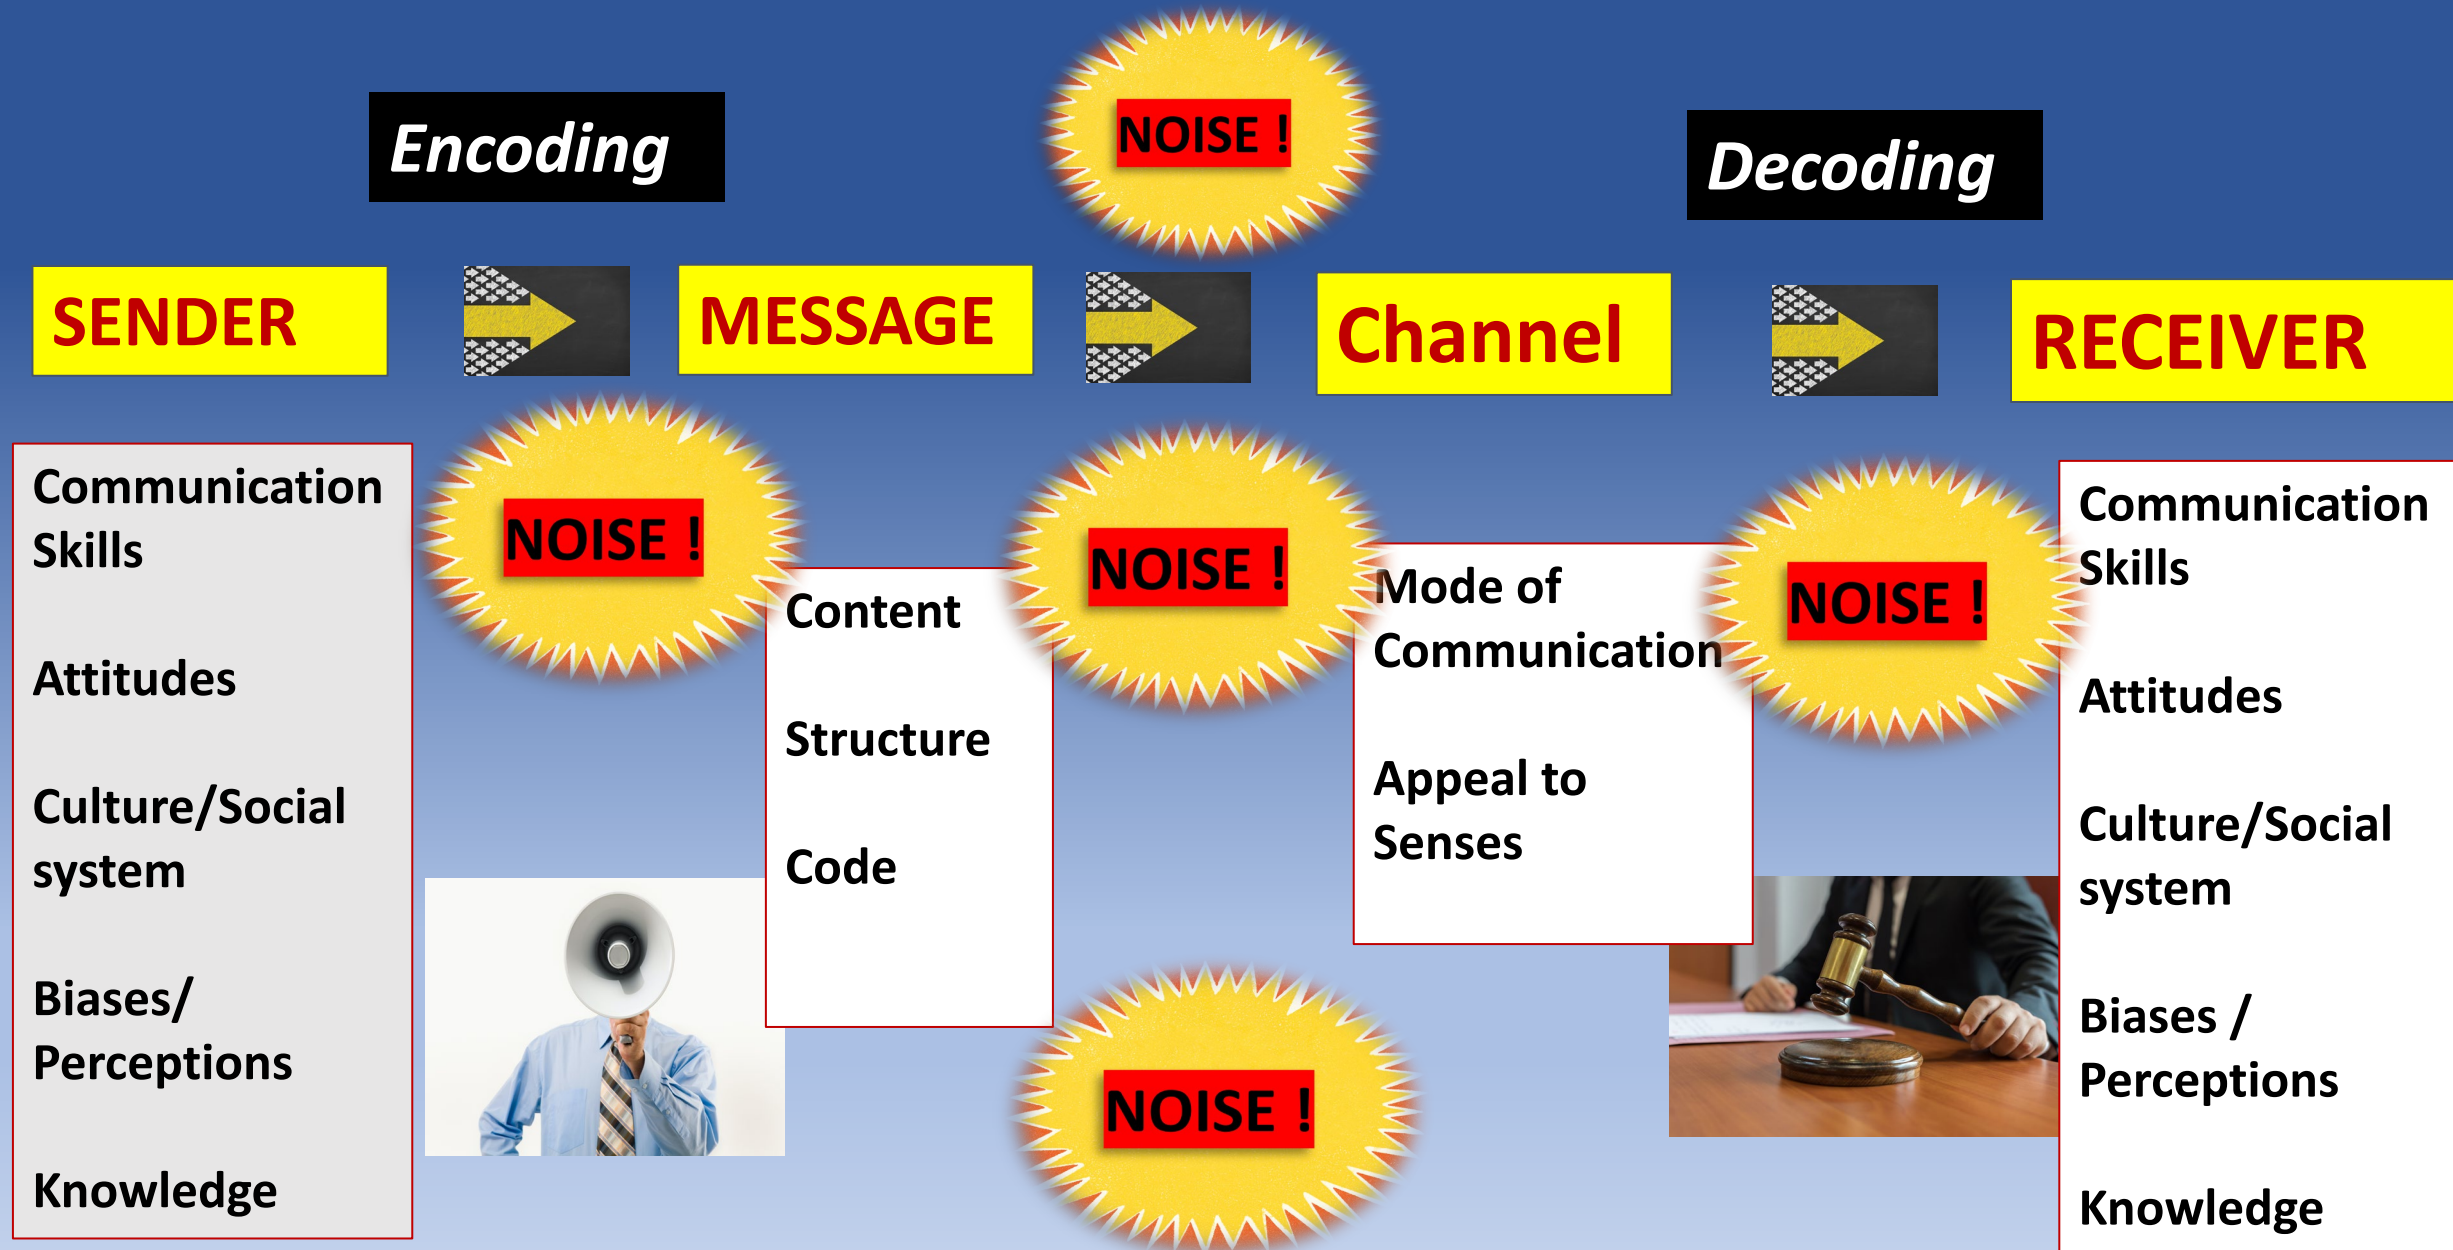 NOISE !
Encoding
Decoding
SENDER
MESSAGE
Channel
RECEIVER
Communication
Skills
Attitudes
Culture/Social
system
Biases/
Perceptions
Knowledge
NOISE !
Content
Structure
Code
NOISE !
Mode of
Communication
Appeal to
Senses
NOISE !
Communication
Skills
Attitudes
Culture/Social
system
Biases /
Perceptions
Knowledge
NOISE !